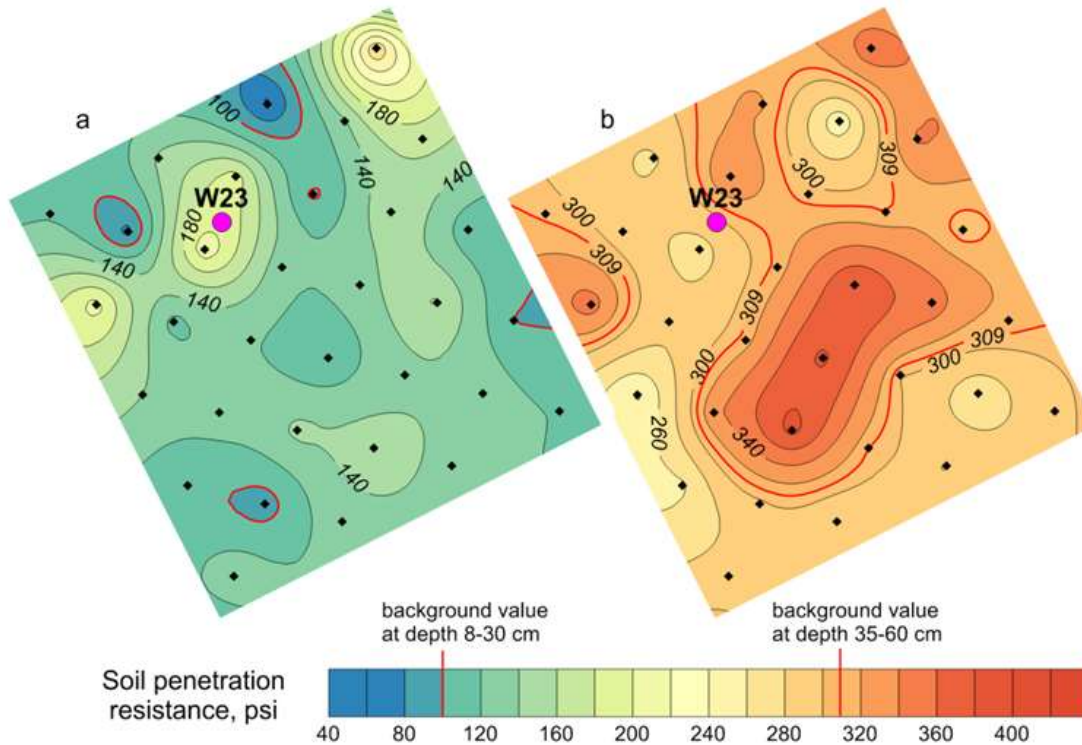 a
b
100
180
140
140
W23
180
140
140
140
309
300
W23
300
309
309
300
309
300
340
260
background value
at depth 8-30 cm
background value
at depth 35-60 cm
Soil penetration
resistance, psi
40 80 120 160 200 240 280 320 360 400